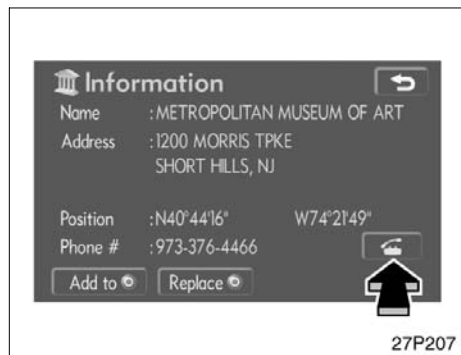 Information
Name : METROPOLITAN MUSEUM OF ART
Address : 1200 MORRIS TPKE
SHORT HILLS, NJ
Position : N40°44'16" W74°21'49"
Phone # : 973-376-4466
Add to Replace
27P207